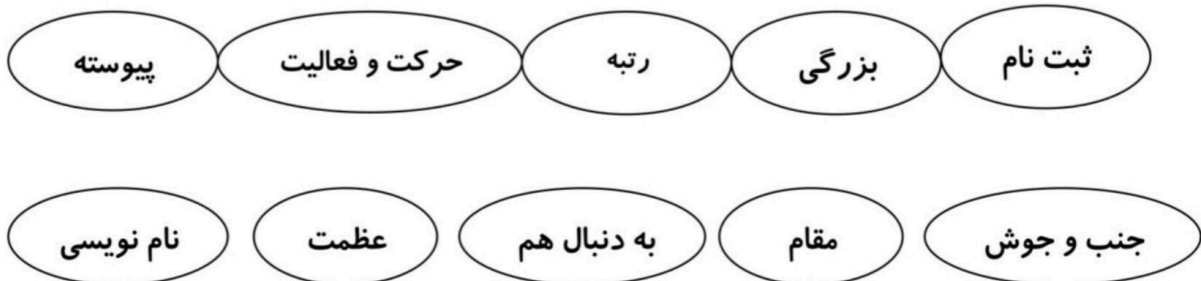 ثبت نام بزرگی رتبه حرکت و فعالیت پیوسته
جنب و جوش مقام به دنبال هم عظمت نام نویسی